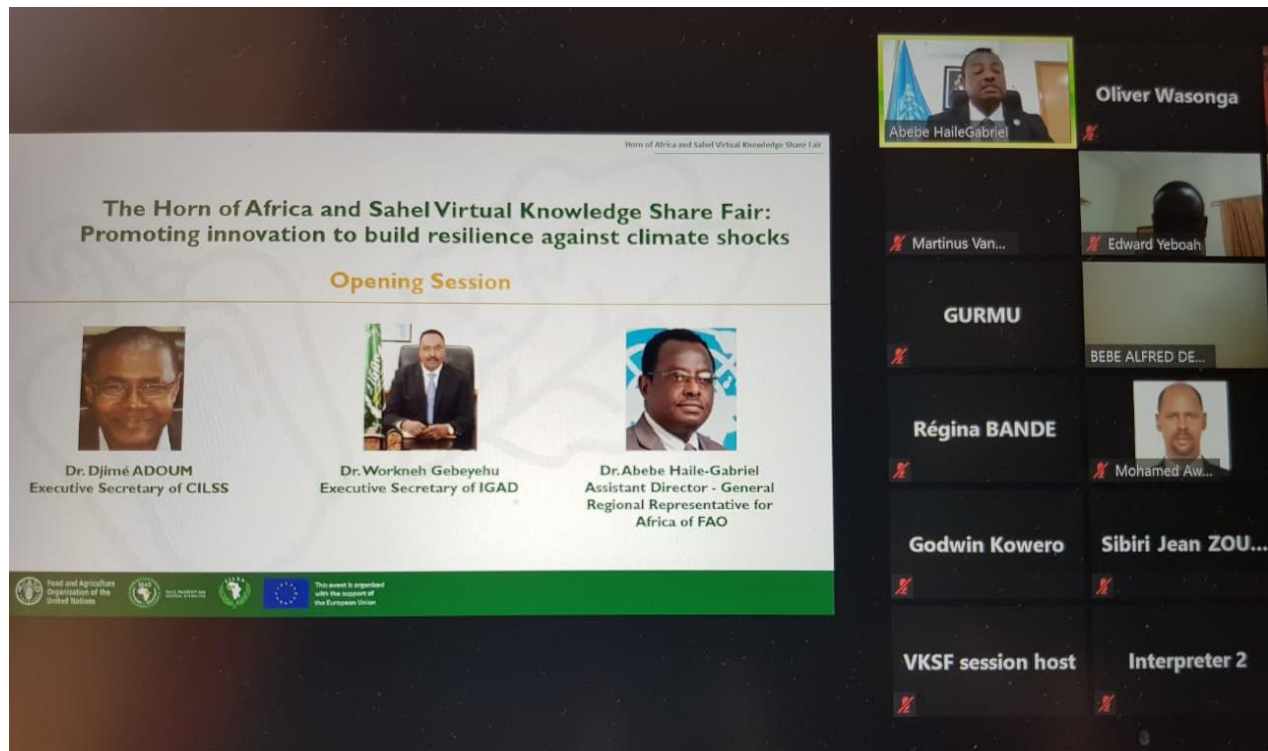 Horn of Africa and Sahel Virtual Knowledge Share Fair
The Horn of Africa and Sahel Virtual Knowledge Share Fair:
Promoting innovation to build resilience against climate shocks
Opening Session
Dr. Djimé ADOUM
Executive Secretary of CILSS
Dr. Workneh Gebeyehu
Executive Secretary of IGAD
Dr. Abebe Haile-Gabriel
Assistant Director - General
Regional Representative for
Africa of FAO
Food and Agriculture
Organization of the
United Nations
IGAD
This event is organised
with the support of
the European Union
Abebe HaileGabriel
Oliver Wasonga
Martinus Van...
Edward Yeboah
GURMU
BEBE ALFRED DE...
Régina BANDE
Mohamed Aw...
Godwin Kowero
Sibiri Jean ZOU...
VKSF session host
Interpreter 2